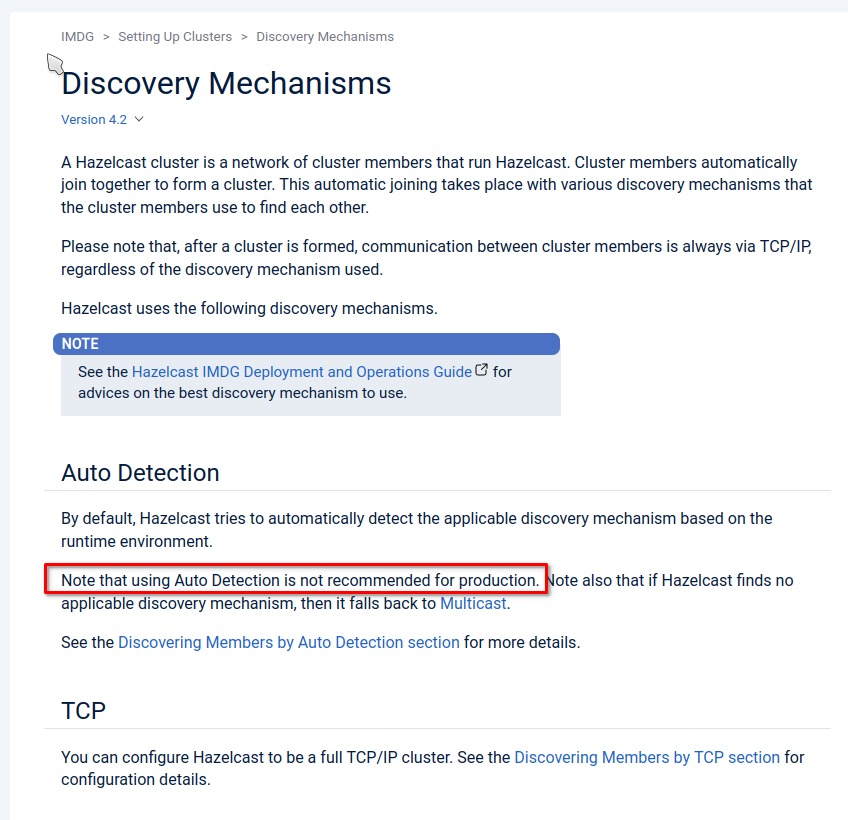 IMDG > Setting Up Clusters > Discovery Mechanisms
Discovery Mechanisms
Version 4.2
A Hazelcast cluster is a network of cluster members that run Hazelcast. Cluster members automatically
join together to form a cluster. This automatic joining takes place with various discovery mechanisms that
the cluster members use to find each other.
Please note that, after a cluster is formed, communication between cluster members is always via TCP/IP,
regardless of the discovery mechanism used.
Hazelcast uses the following discovery mechanisms.
NOTE
See the Hazelcast IMDG Deployment and Operations Guide for
advices on the best discovery mechanism to use.
Auto Detection
By default, Hazelcast tries to automatically detect the applicable discovery mechanism based on the
runtime environment.
Note that using Auto Detection is not recommended for production. Note also that if Hazelcast finds no
applicable discovery mechanism, then it falls back to Multicast.
See the Discovering Members by Auto Detection section for more details.
TCP
You can configure Hazelcast to be a full TCP/IP cluster. See the Discovering Members by TCP section for
configuration details.